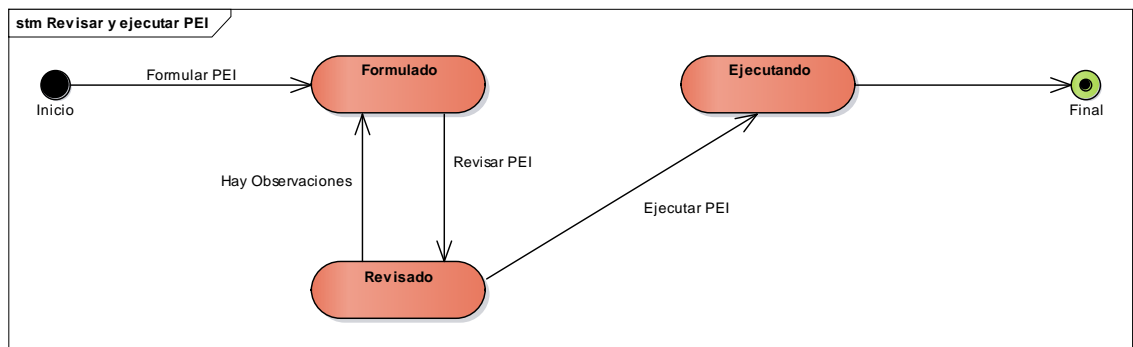 stm Revisar y ejecutar PEI
Formulado
Ejecutando
Formular PEI
Inicio
Final
Revisar PEI
Hay Observaciones
Ejecutar PEI
Revisado